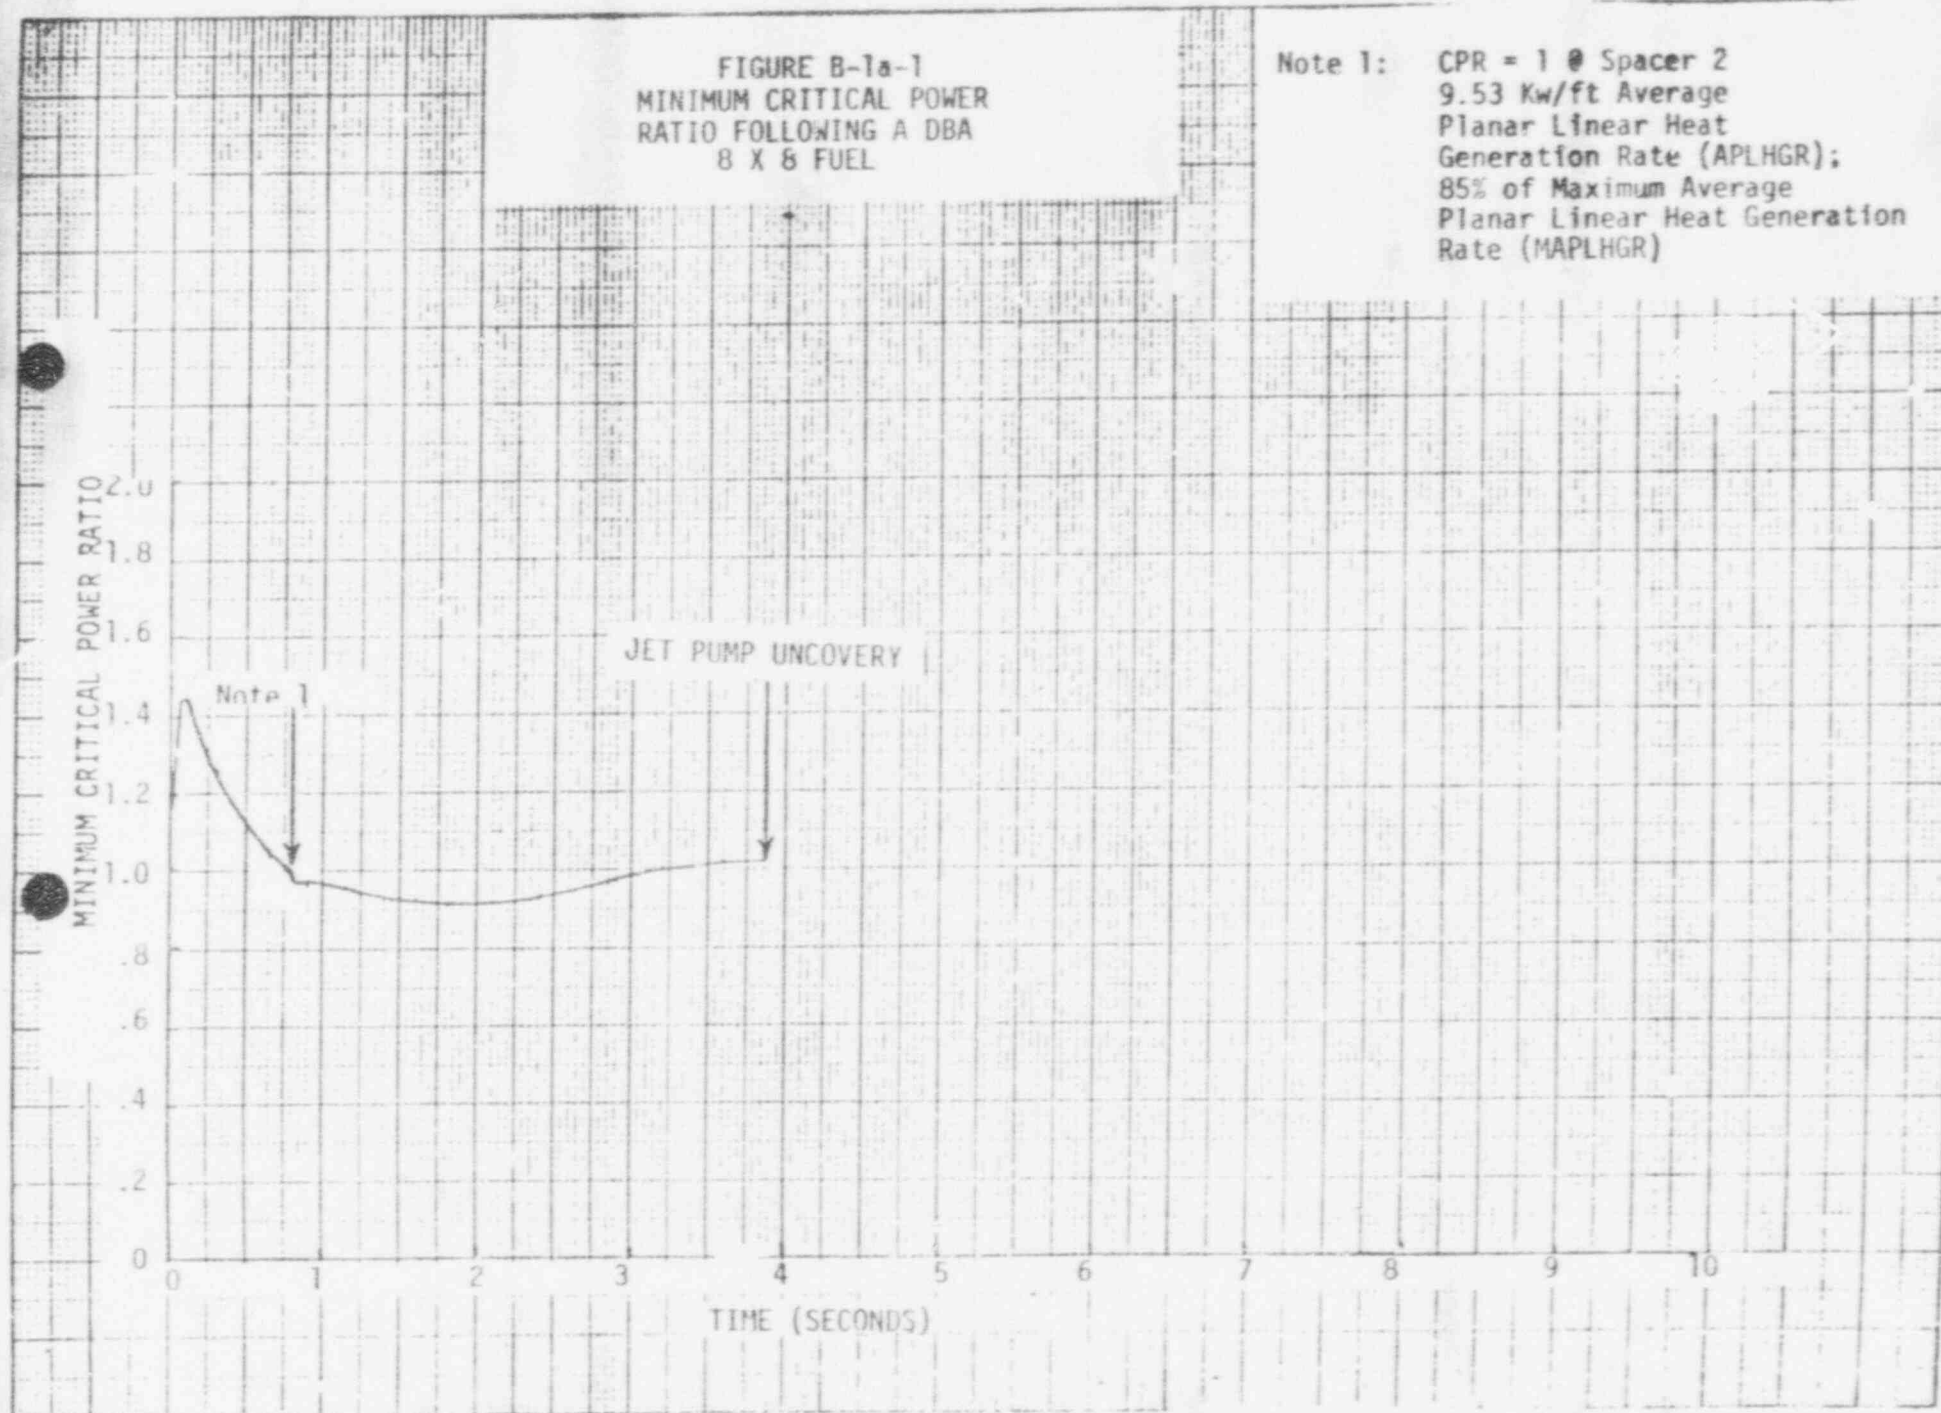 FIGURE B-1a-1
MINIMUM CRITICAL POWER
RATIO FOLLOWING A DBA
8 X 8 FUEL
Note 1: CPR = 1 @ Spacer 2
9.53 Kw/ft Average
Planar Linear Heat
Generation Rate (APLHGR);
85% of Maximum Average
Planar Linear Heat Generation
Rate (MAPLHGR)
MINIMUM CRITICAL POWER RATIO
2.0
1.8
1.6
1.4
1.2
1.0
.8
.6
.4
.2
0
Note 1
JET PUMP UNCOVERY
0 1 2 3 4 5 6 7 8 9 10
TIME (SECONDS)